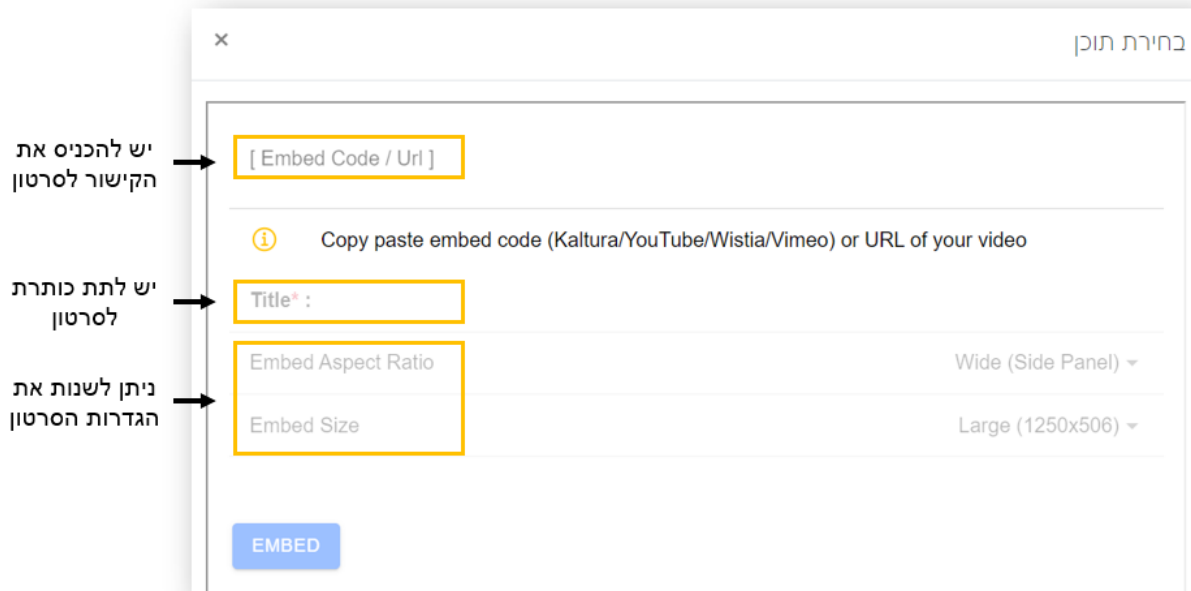 בחירת תוכן
×
יש להכניס את
הקישור לסרטון
[ Embed Code / Url ]
Copy paste embed code (Kaltura/YouTube/Wistia/Vimeo) or URL of your video
יש לתת כותרת
לסרטון
Title* :
ניתן לשנות את
הגדרות הסרטון
Embed Aspect Ratio
Wide (Side Panel)
Embed Size
Large (1250x506)
EMBED